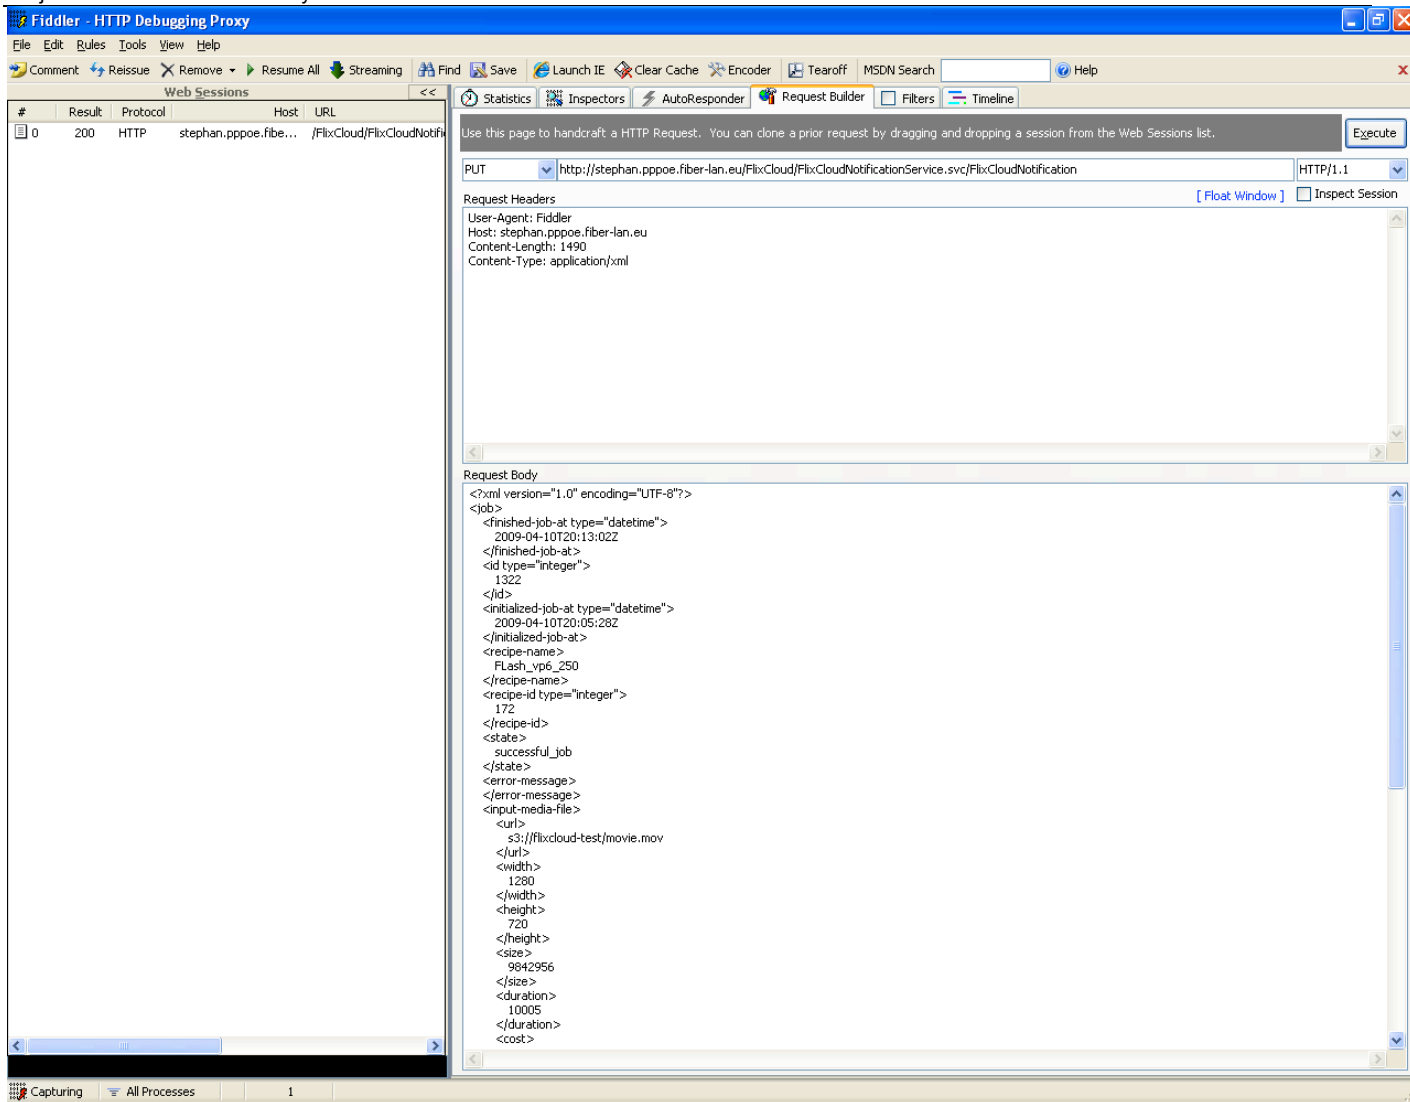 Fiddler - HTTP Debugging Proxy
File Edit Rules Tools View Help
Comment Reissue Remove Resume All Streaming Find Save Launch IE Clear Cache Encoder Tearoff MSDN Search Help x
Web Sessions <<
# Result Protocol Host URL
0 200 HTTP stephan.pppoe.fibe... /FlixCloud/FlixCloudNotifi
Statistics Inspectors AutoResponder Request Builder Filters Timeline
Use this page to handcraft a HTTP Request. You can clone a prior request by dragging and dropping a session from the Web Sessions list.
Execute
PUT http://stephan.pppoe.fiber-lan.eu/FlixCloud/FlixCloudNotificationService.svc/FlixCloudNotification HTTP/1.1
Request Headers [ Float Window ] Inspect Session
User-Agent: Fiddler
Host: stephan.pppoe.fiber-lan.eu
Content-Length: 1490
Content-Type: application/xml
Request Body
<?xml version="1.0" encoding="UTF-8"?>
<job>
<finished-job-at type="datetime">
2009-04-10T20:13:02Z
</finished-job-at>
<id type="integer">
1322
</id>
<initialized-job-at type="datetime">
2009-04-10T20:05:28Z
</initialized-job-at>
<recipe-name>
FLash_vp6_250
</recipe-name>
<recipe-id type="integer">
172
</recipe-id>
<state>
successful_job
</state>
<error-message>
</error-message>
<input-media-file>
<url>
s3://flixcloud-test/movie.mov
</url>
<width>
1280
</width>
<height>
720
</height>
<size>
9842956
</size>
<duration>
10005
</duration>
<cost>
Capturing All Processes 1